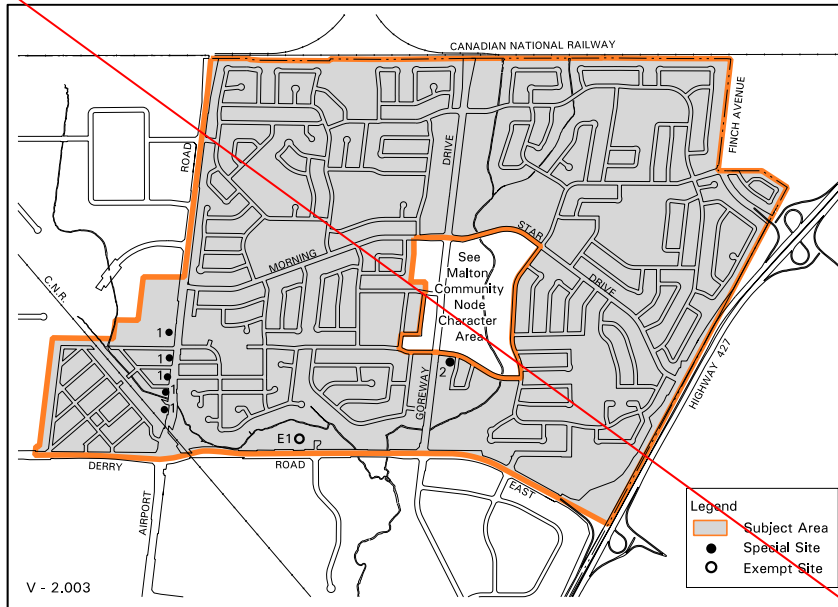 CANADIAN NATIONAL RAILWAY
FINCH AVENUE
ROAD
DRIVE
STAR
MORNING
See
Malton
Community
Node
Character
Area
C.N.R.
DRIVE
1
1
1
1
1
2
HIGHWAY 427
GOREWAY
E1
DERRY
ROAD
EAST
AIRPORT
Legend
Subject Area
Special Site
Exempt Site
V - 2.003